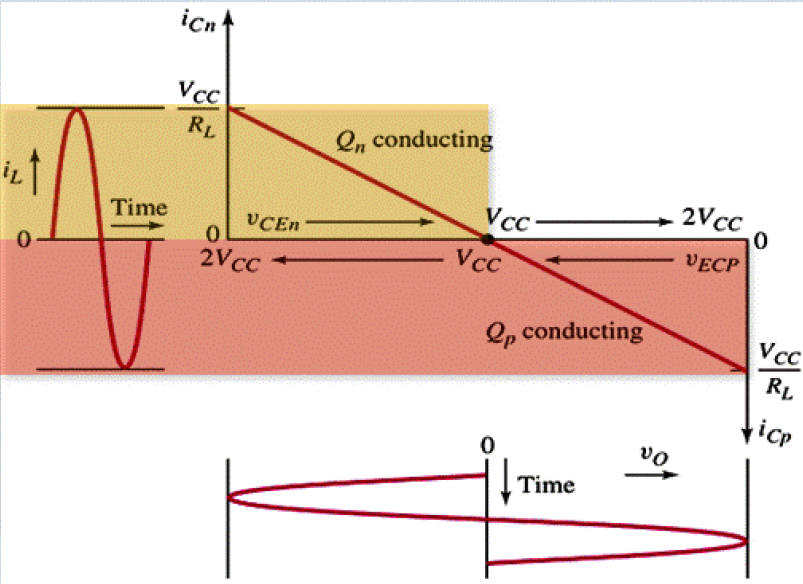 i_Cn
V_CC
R_L
Q_n conducting
i_L
Time
v_CEn
V_CC
2V_CC
0
0
0
2V_CC
V_CC
v_ECP
Q_p conducting
V_CC
R_L
i_Cp
0
v_O
Time